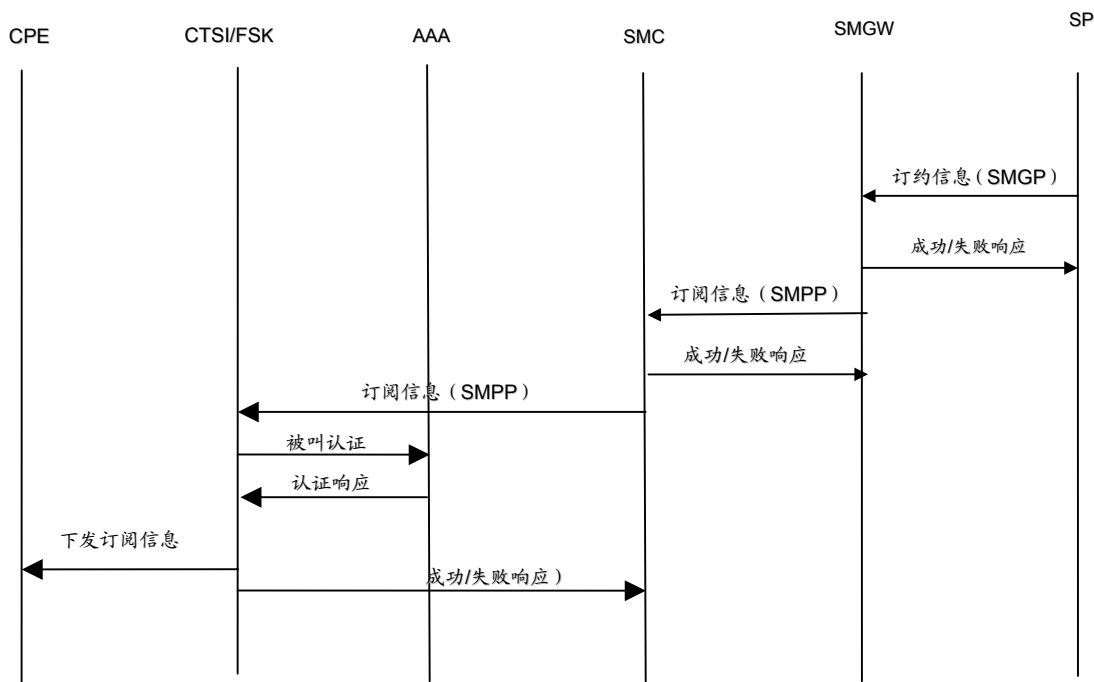 CPE
CTSI/FSK
AAA
SMC
SMGW
SP
订约信息（SMGP）
成功/失败响应
订阅信息（SMPP）
成功/失败响应
订阅信息（SMPP）
被叫认证
认证响应
下发订阅信息
成功/失败响应）